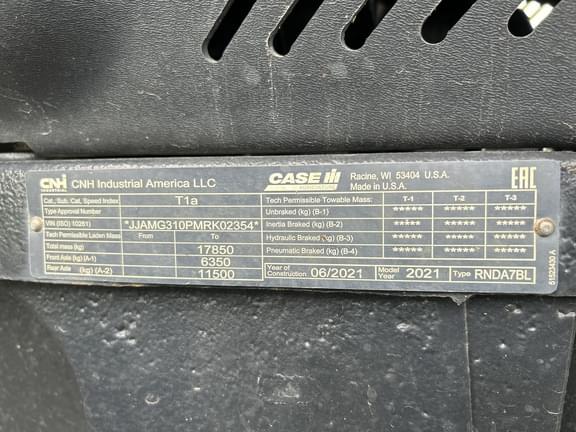 CNH INDUSTRIAL CNH Industrial America LLC CASE IH AGRICULTURE Racine, WI 53404 U.S.A. Made in U.S.A. EAC
Cat., Sub. Cat, Speed Index T1a Tech Permissible Towable Mass: T-1 T-2 T-3
Type Approval Number Unbraked (kg) (B-1) ***** ***** *****
VIN (ISO) 10261) *JJAMG310PMRK02354* Inertia Braked (kg) (B-2) ***** ***** *****
Tech Permissible Laden Mass From To Hydraulic Braked (kg) (B-3) ***** ***** *****
Total mass (kg) 17850 Pneumatic Braked (kg) (B-4) ***** ***** *****
Front Axle (kg) (A-1) 6350
Rear Axle (kg) (A-2) 11500 Year of Construction 06/2021 Model Year 2021 Type RNDA7BL
51522430 A